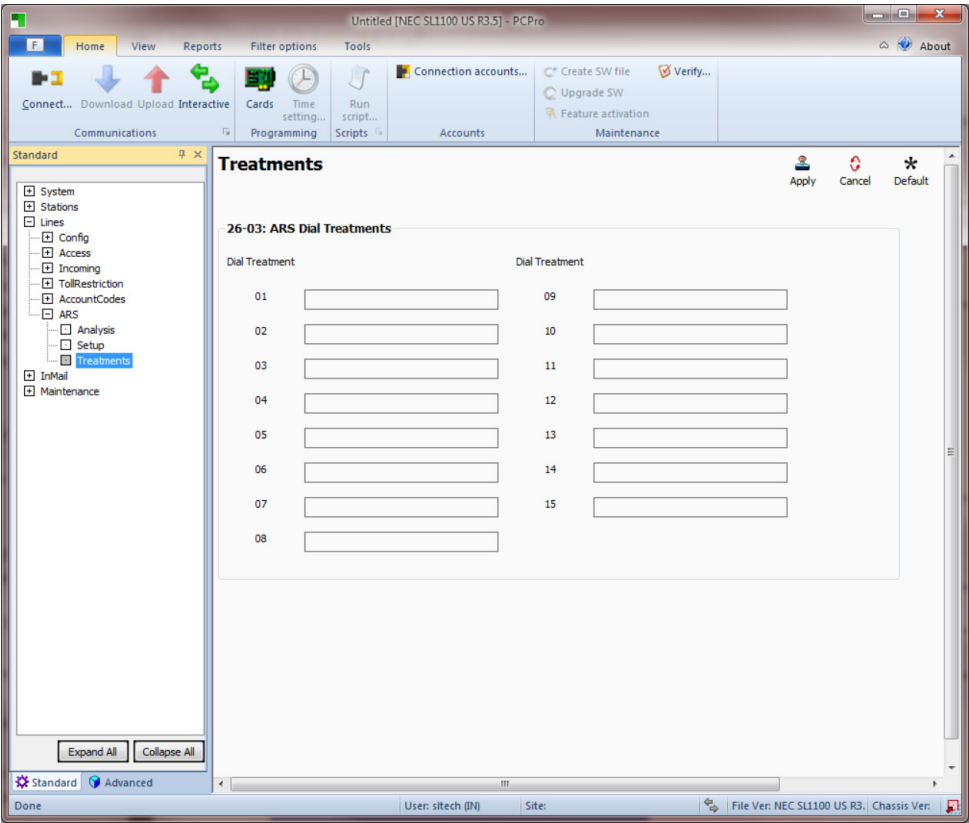 Untitled [NEC SL1100 US R3.5] - PCPro
F Home View Reports Filter options Tools About
Connect... Download Upload Interactive Cards Time setting... Run script... Connection accounts... Create SW file Verify...
Upgrade SW
Feature activation
Communications Programming Scripts Accounts Maintenance
Standard
System
Stations
Lines
Config
Access
Incoming
TollRestriction
AccountCodes
ARS
Analysis
Setup
Treatments
InMail
Maintenance
Expand All Collapse All
Standard Advanced
Treatments
Apply Cancel Default
26-03: ARS Dial Treatments
Dial Treatment Dial Treatment
01 09
02 10
03 11
04 12
05 13
06 14
07 15
08
Done User: sltech (IN) Site: File Ver: NEC SL1100 US R3. Chassis Ver: